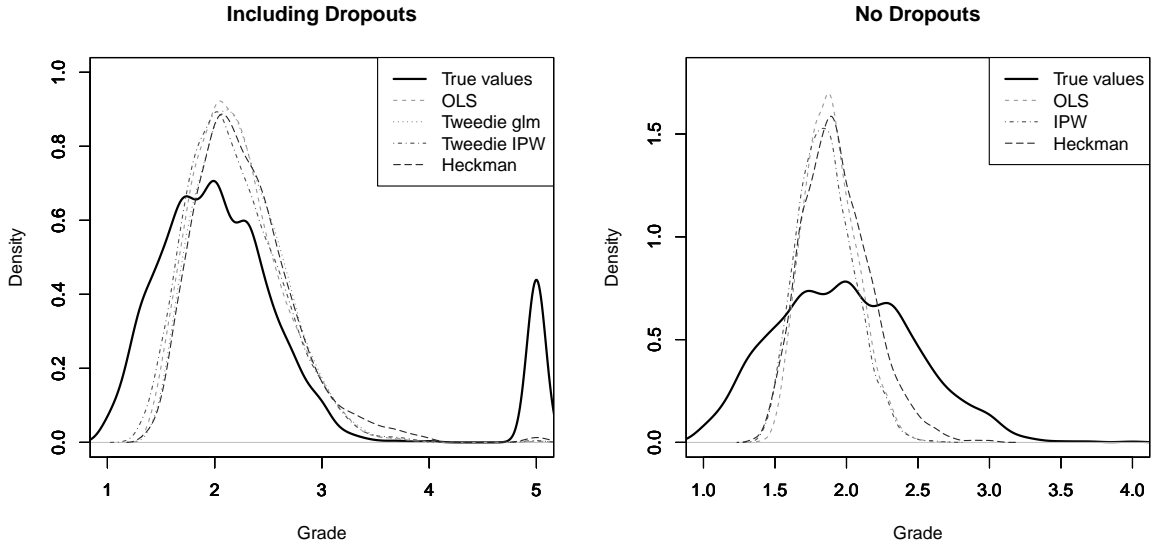 Including Dropouts
True values
OLS
Tweedie glm
Tweedie IPW
Heckman
Density
0.0
0.2
0.4
0.6
0.8
1.0
1 2 3 4 5
Grade
No Dropouts
True values
OLS
IPW
Heckman
Density
0.0
0.5
1.0
1.5
1.0 1.5 2.0 2.5 3.0 3.5 4.0
Grade